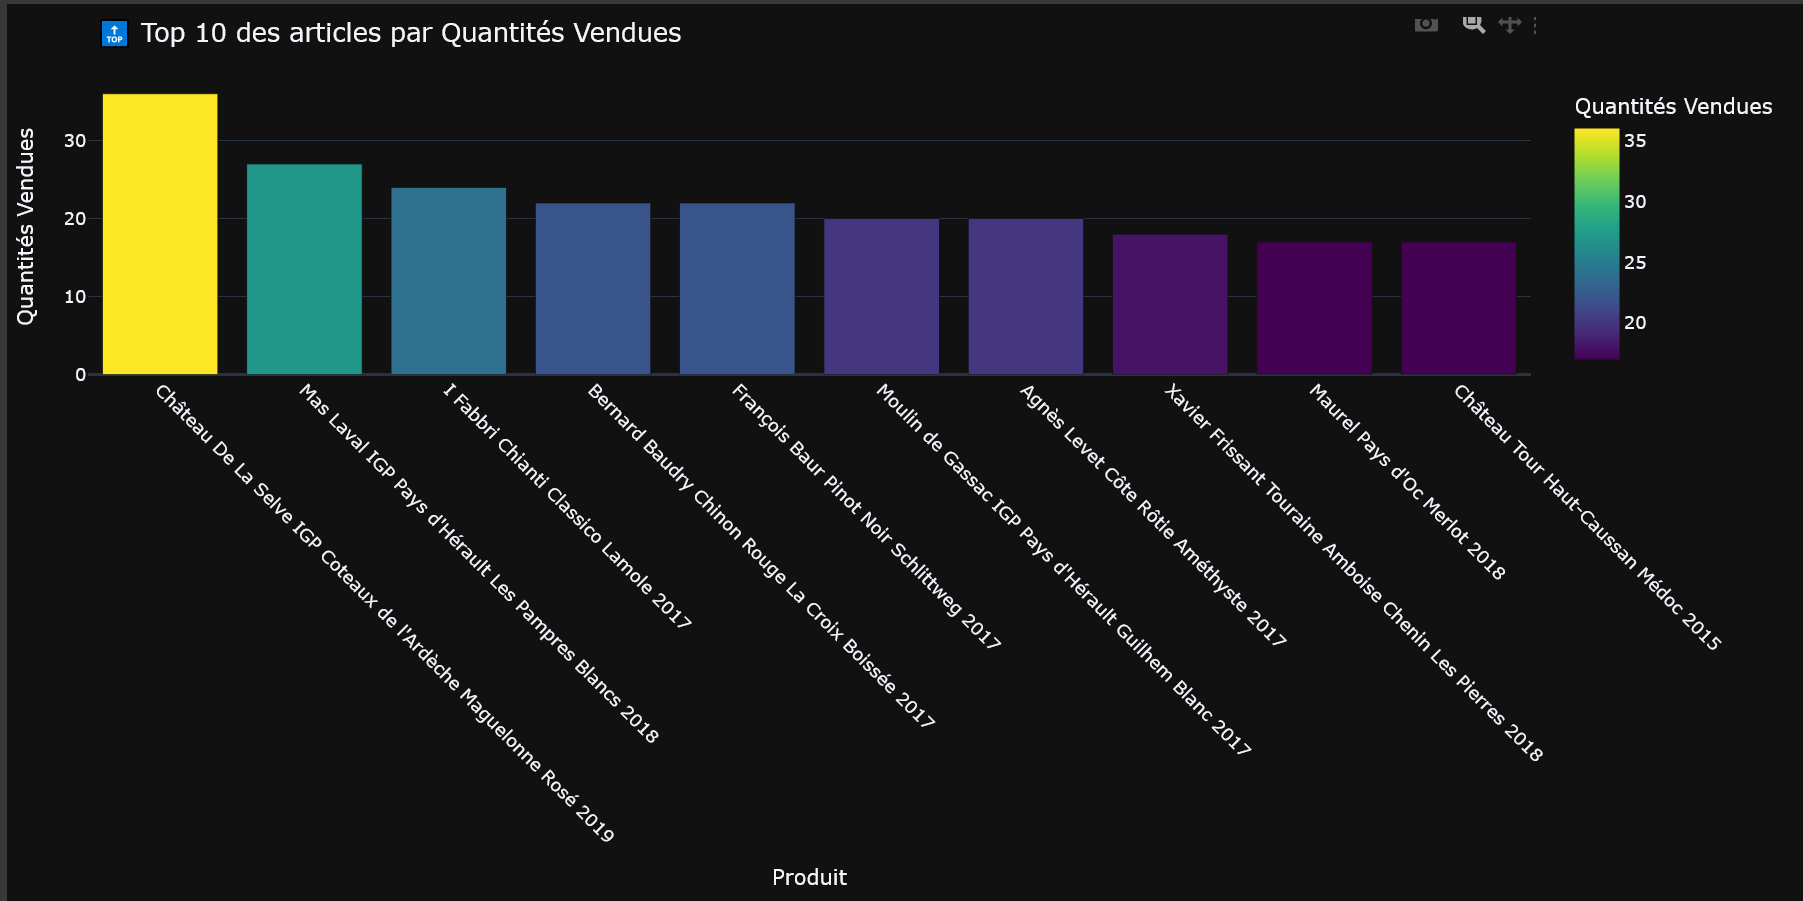 TOP
Top 10 des articles par Quantités Vendues
Quantités Vendues
30
20
10
0
Château De La Selve IGP Coteaux de l'Ardèche Maguelonne Rosé 2019
Mas Laval IGP Pays d'Hérault Les Pampres Blancs 2018
I Fabbri Chianti Classico Lamole 2017
Bernard Baudry Chinon Rouge La Croix Boissée 2017
François Baur Pinot Noir Schlittweg 2017
Moulin de Gassac IGP Pays d'Hérault Guilhem Blanc 2017
Agnès Levet Côte Rôtie Améthyste 2017
Xavier Frissant Touraine Amboise Chenin Les Pierres 2018
Maurel Pays d'Oc Merlot 2018
Château Tour Haut-Caussan Médoc 2015
Produit
Quantités Vendues
35
30
25
20